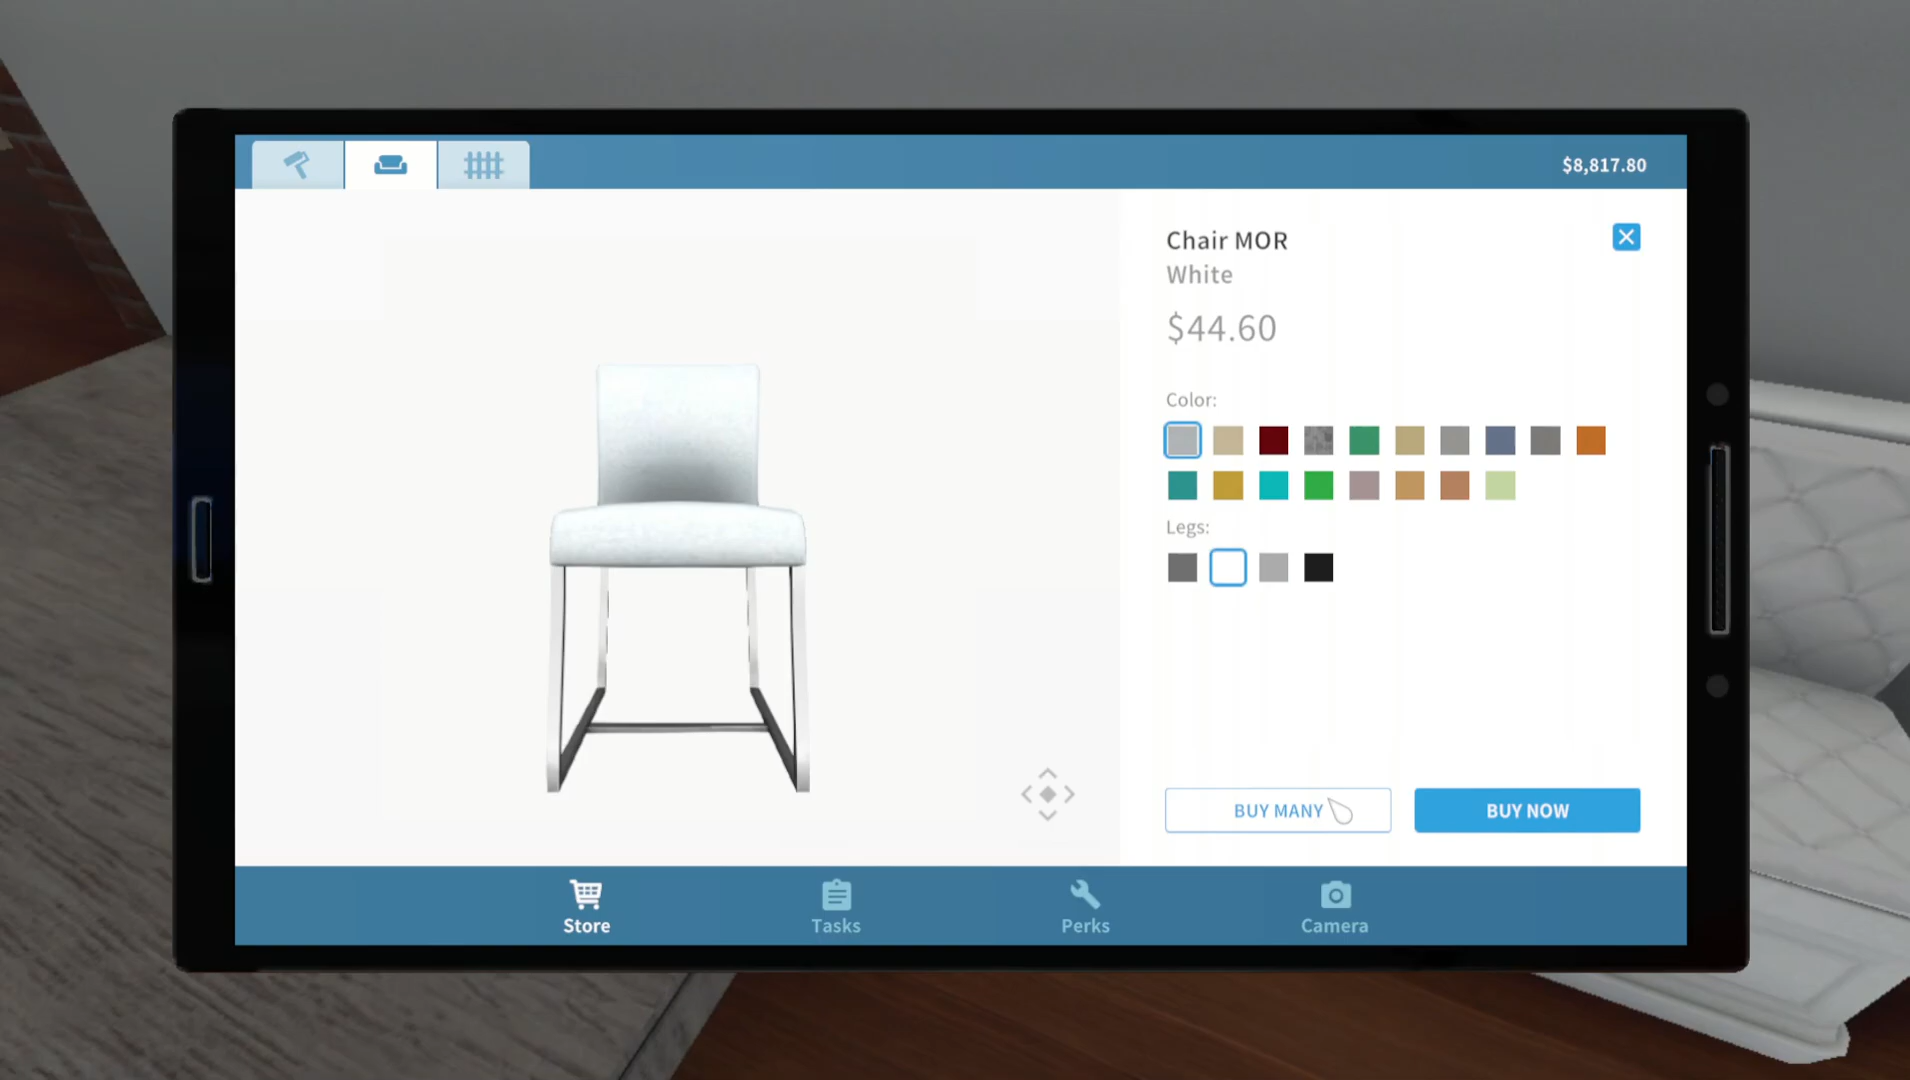 $8,817.80
Chair MOR
White
$44.60
Color:
Legs:
BUY MANY
BUY NOW
Store
Tasks
Perks
Camera